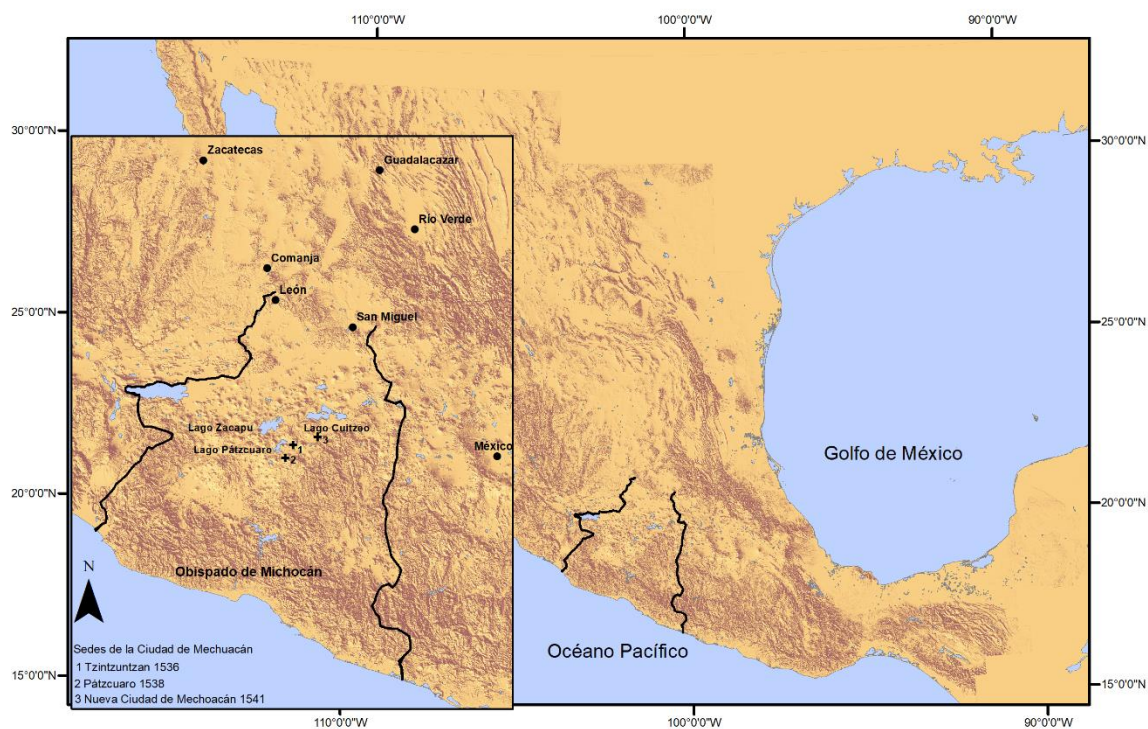 110°0'0"W
100°0'0"W
90°0'0"W
30°0'0"N
30°0'0"N
Zacatecas
Guadalacazar
Río Verde
Comanja
León
25°0'0"N
San Miguel
25°0'0"N
Lago Zacapu
Lago Cuitzeo
3
Lago Pátzcuaro
1
2
México
Golfo de México
20°0'0"N
20°0'0"N
Obispado de Michocán
N
Océano Pacífico
Sedes de la Ciudad de Mechuacán
1 Tzintzuntzan 1536
2 Pátzcuaro 1538
3 Nueva Ciudad de Mechoacán 1541
15°0'0"N
15°0'0"N
110°0'0"W
100°0'0"W
90°0'0"W